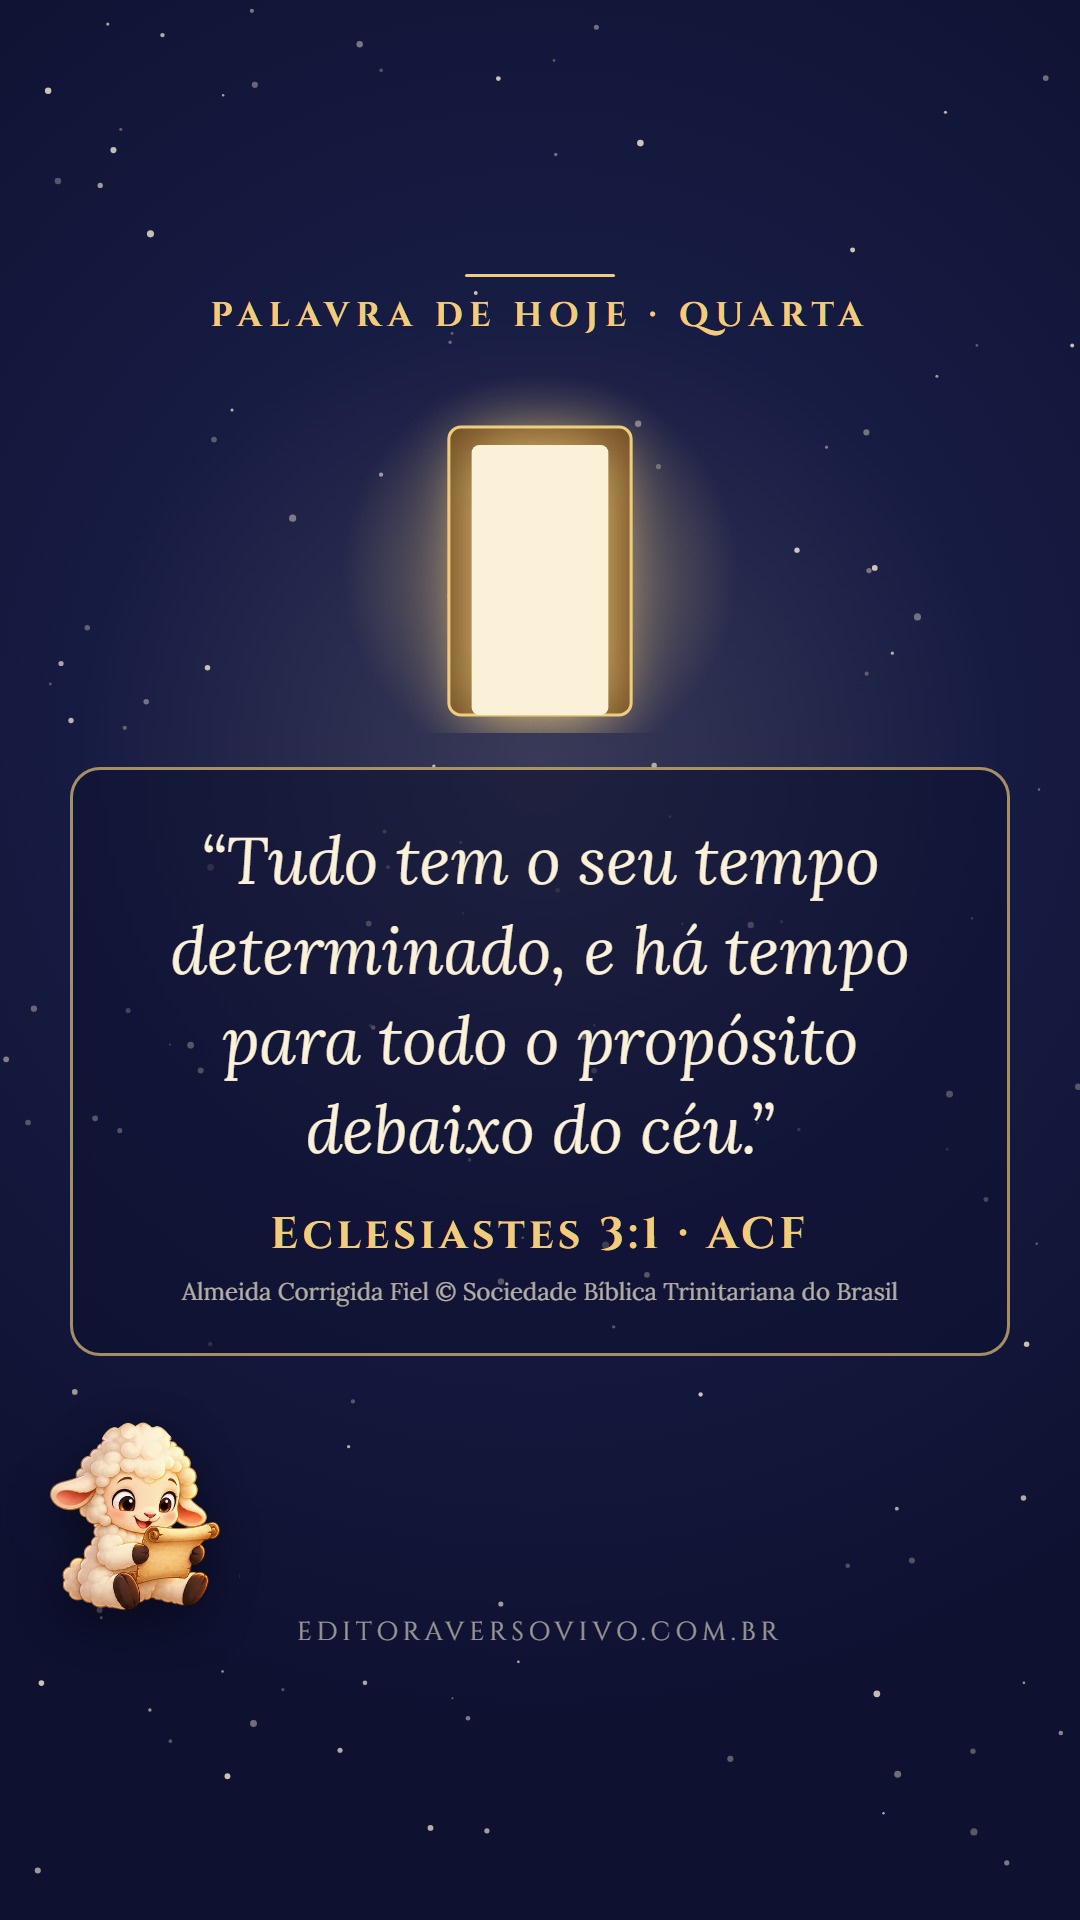 PALAVRA DE HOJE · QUARTA
“Tudo tem o seu tempo
determinado, e há tempo
para todo o propósito
debaixo do céu.”
Eclesiastes 3:1 · ACF
Almeida Corrigida Fiel © Sociedade Bíblica Trinitariana do Brasil
EDITORAVERSOVIVO.COM.BR